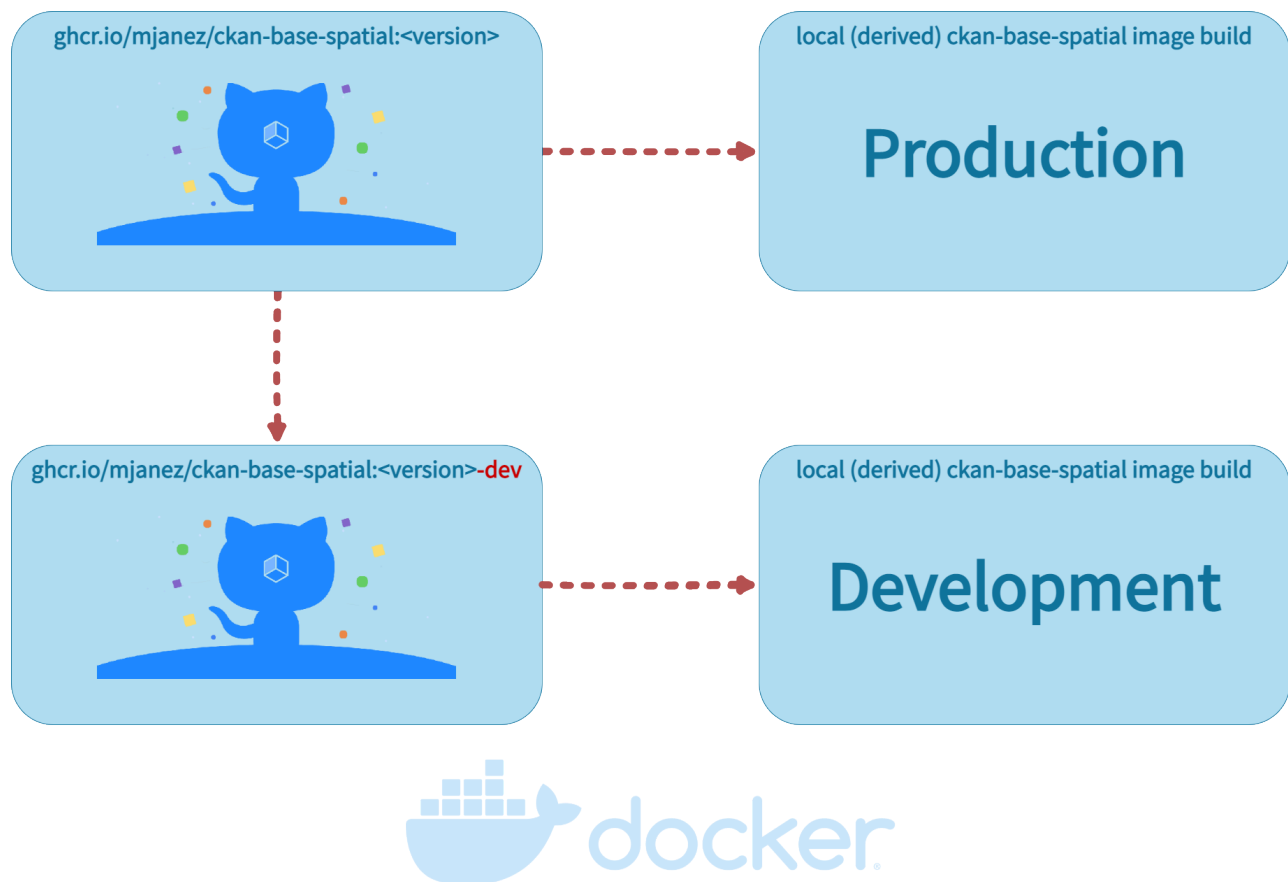 ghcr.io/mjanez/ckan-base-spatial:<version>
local (derived) ckan-base-spatial image build
Production
ghcr.io/mjanez/ckan-base-spatial:<version>-dev
local (derived) ckan-base-spatial image build
Development
docker